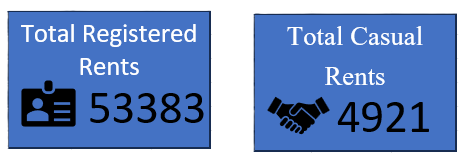 Total Registered
Rents
53383
Total Casual
Rents
4921